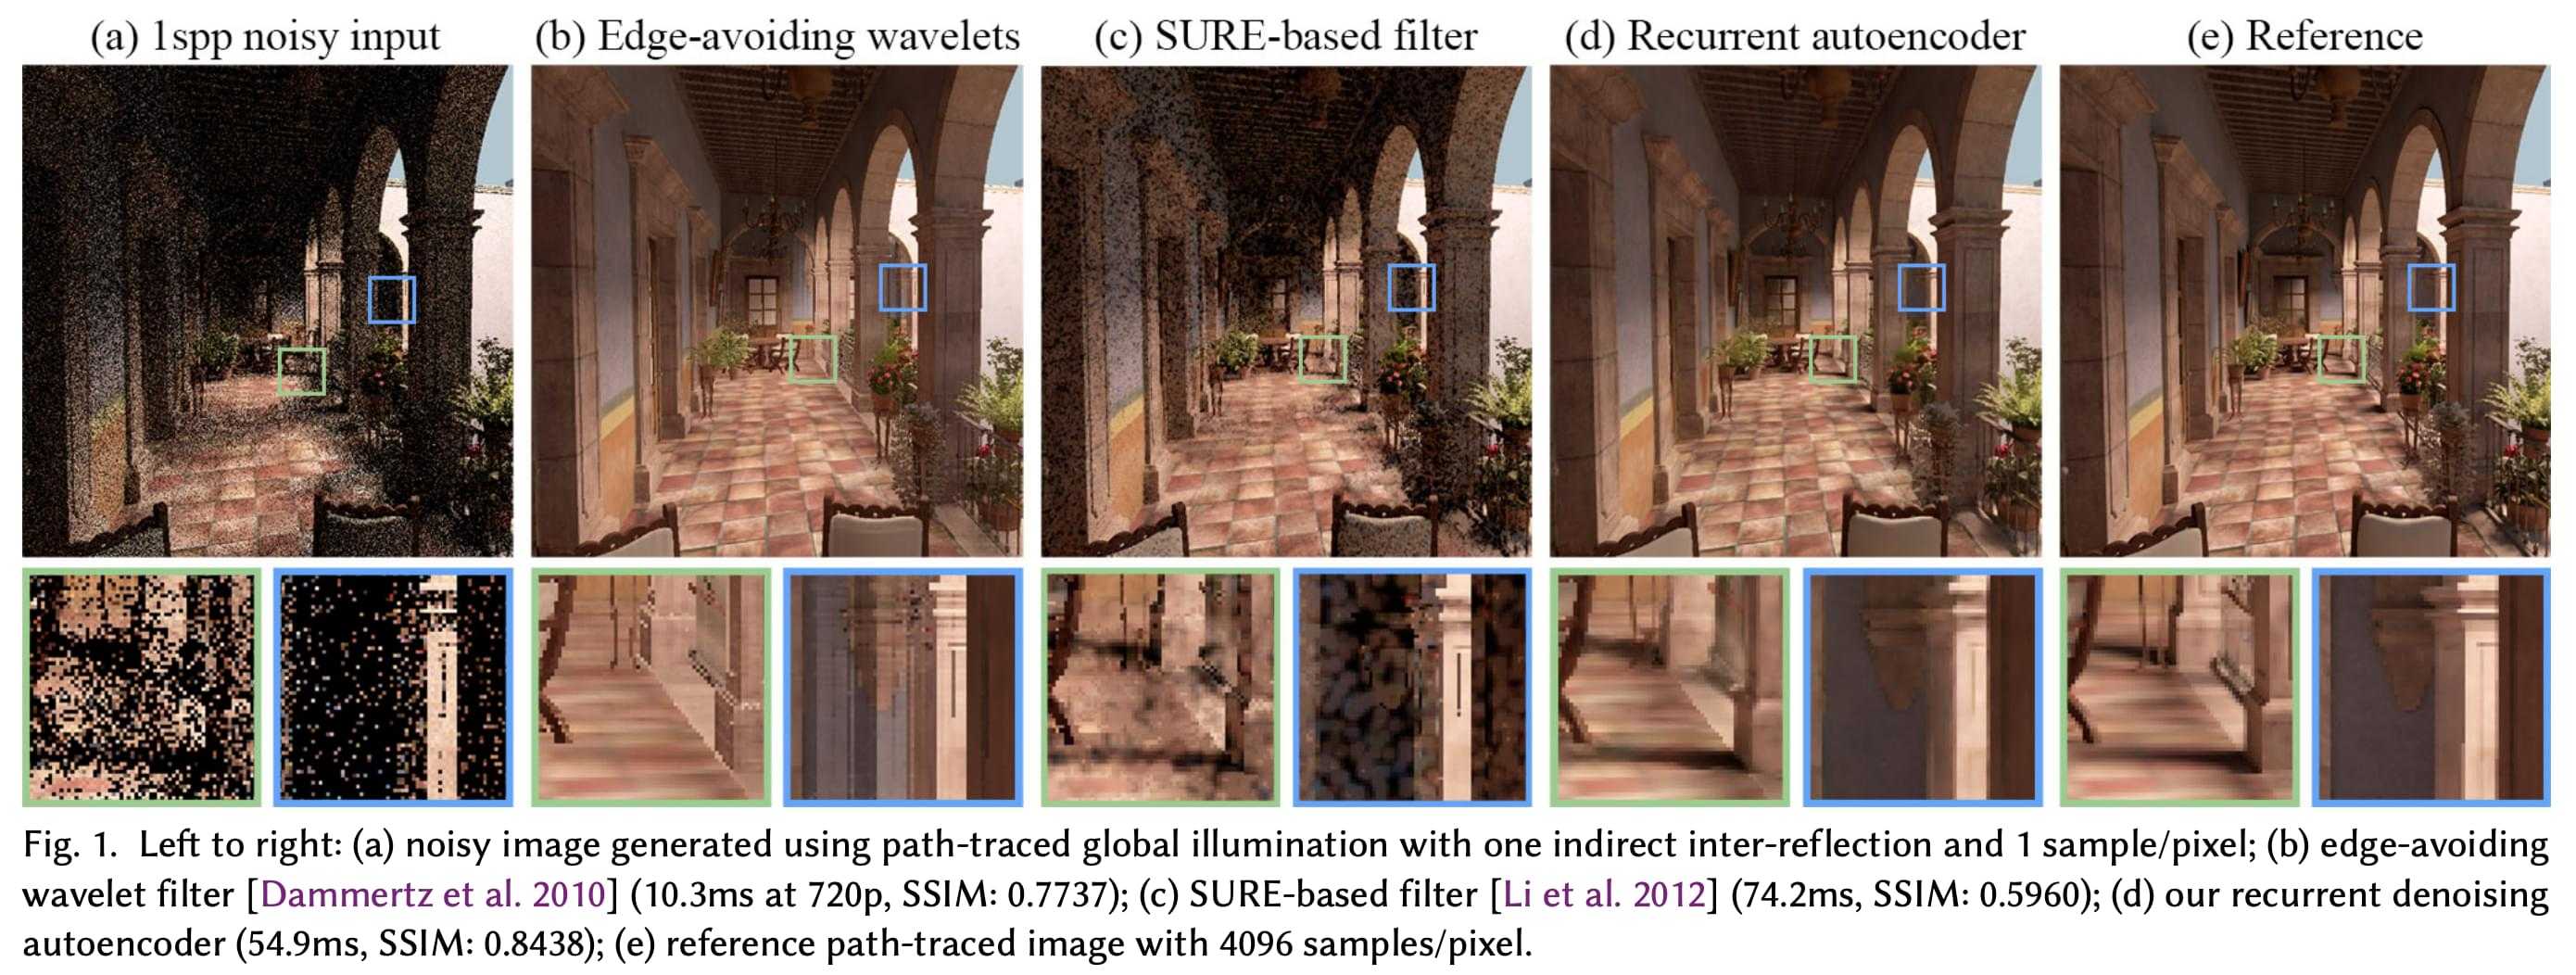 (a) 1spp noisy input
(b) Edge-avoiding wavelets
(c) SURE-based filter
(d) Recurrent autoencoder
(e) Reference
Fig. 1. Left to right: (a) noisy image generated using path-traced global illumination with one indirect inter-reflection and 1 sample/pixel; (b) edge-avoiding
wavelet filter [Dammertz et al. 2010] (10.3ms at 720p, SSIM: 0.7737); (c) SURE-based filter [Li et al. 2012] (74.2ms, SSIM: 0.5960); (d) our recurrent denoising
autoencoder (54.9ms, SSIM: 0.8438); (e) reference path-traced image with 4096 samples/pixel.